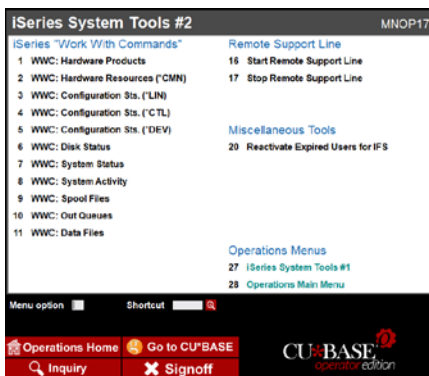 iSeries System Tools #2
MNOP17
iSeries "Work With Commands"
1 WWC: Hardware Products
2 WWC: Hardware Resources (*CMN)
3 WWC: Configuration Sts. (*LIN)
4 WWC: Configuration Sts. (*CTL)
5 WWC: Configuration Sts. (*DEV)
6 WWC: Disk Status
7 WWC: System Status
8 WWC: System Activity
9 WWC: Spool Files
10 WWC: Out Queues
11 WWC: Data Files
Remote Support Line
16 Start Remote Support Line
17 Stop Remote Support Line
Miscellaneous Tools
20 Reactivate Expired Users for IFS
Operations Menus
27 iSeries System Tools #1
28 Operations Main Menu
Menu option
Shortcut
Operations Home
Go to CU*BASE
Inquiry
Signoff
CU*BASE
operator edition